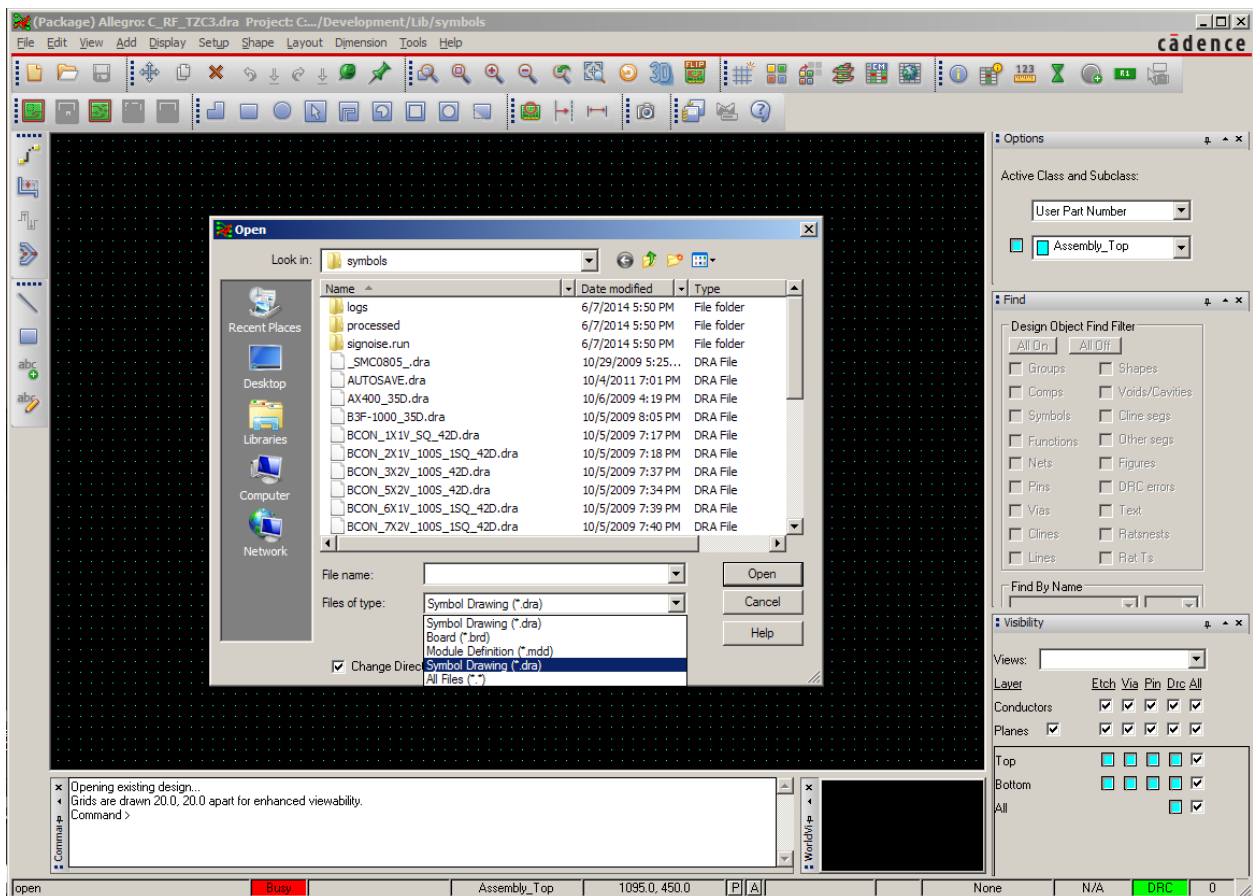 (Package) Allegro: C_RF_TZC3.dra Project: C:.../Development/Lib/symbols
File Edit View Add Display Setup Shape Layout Dimension Tools Help
cādence
3D FLIP CM 123 R1
Options
Active Class and Subclass:
User Part Number
Assembly_Top
Open
Look in: symbols
Name Date modified Type
logs 6/7/2014 5:50 PM File folder
processed 6/7/2014 5:50 PM File folder
signoise.run 6/7/2014 5:50 PM File folder
_SMC0805_.dra 10/29/2009 5:25... DRA File
AUTOSAVE.dra 10/4/2011 7:01 PM DRA File
AX400_35D.dra 10/6/2009 4:19 PM DRA File
B3F-1000_35D.dra 10/5/2009 8:05 PM DRA File
BCON_1X1V_SQ_42D.dra 10/5/2009 7:17 PM DRA File
BCON_2X1V_100S_1SQ_42D.dra 10/5/2009 7:18 PM DRA File
BCON_3X2V_100S_42D.dra 10/5/2009 7:37 PM DRA File
BCON_5X2V_100S_42D.dra 10/5/2009 7:34 PM DRA File
BCON_6X1V_100S_1SQ_42D.dra 10/5/2009 7:39 PM DRA File
BCON_7X2V_100S_1SQ_42D.dra 10/5/2009 7:40 PM DRA File
Recent Places
Desktop
Libraries
Computer
Network
File name:
Open
Files of type: Symbol Drawing (*.dra)
Cancel
Symbol Drawing (*.dra)
Board (*.brd)
Module Definition (*.mdd)
Symbol Drawing (*.dra)
All Files (*.*)
Help
Change Direc
abc
abc
Find
Design Object Find Filter
All On All Off
Groups Shapes
Comps Voids/Cavities
Symbols Cline segs
Functions Other segs
Nets Figures
Pins DRC errors
Vias Text
Clines Ratsnests
Lines Rat Ts
Find By Name
Visibility
Views:
Layer Etch Via Pin Drc All
Conductors
Planes
Top
Bottom
All
Opening existing design...
Grids are drawn 20.0, 20.0 apart for enhanced viewability.
Command >
Comman
WorldVi
open Busy Assembly_Top 1095.0, 450.0 P A None N/A DRC 0